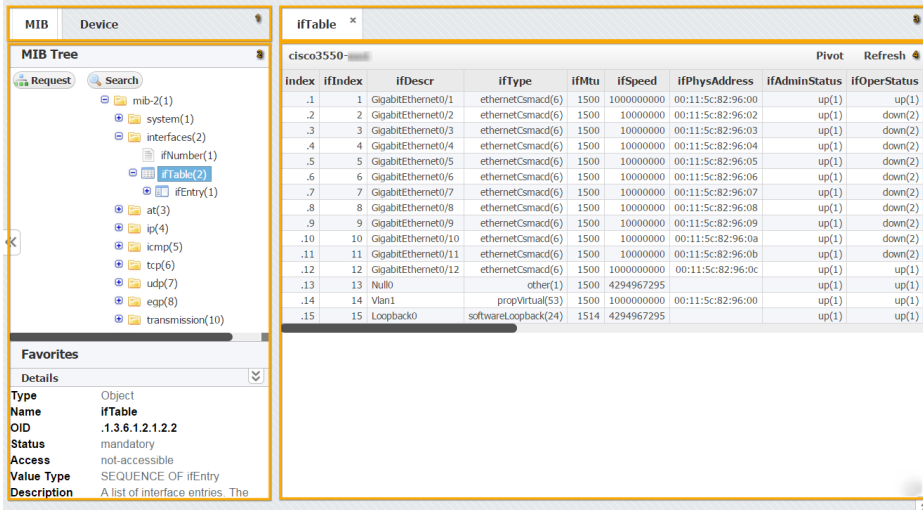 MIB Device 1
MIB Tree
Request Search
mib-2(1)
system(1)
interfaces(2)
ifNumber(1)
ifTable(2)
ifEntry(1)
at(3)
ip(4)
icmp(5)
tcp(6)
udp(7)
egp(8)
transmission(10)
Favorites
Details
Type Object
Name ifTable
OID .1.3.6.1.2.1.2.2
Status mandatory
Access not-accessible
Value Type SEQUENCE OF ifEntry
Description A list of interface entries. The
ifTable ×
cisco3550- Pivot Refresh 4
index ifIndex ifDescr ifType ifMtu ifSpeed ifPhysAddress ifAdminStatus ifOperStatus
.1 1 GigabitEthernet0/1 ethernetCsmacd(6) 1500 1000000000 00:11:5c:82:96:00 up(1) up(1)
.2 2 GigabitEthernet0/2 ethernetCsmacd(6) 1500 10000000 00:11:5c:82:96:02 up(1) down(2)
.3 3 GigabitEthernet0/3 ethernetCsmacd(6) 1500 10000000 00:11:5c:82:96:03 up(1) down(2)
.4 4 GigabitEthernet0/4 ethernetCsmacd(6) 1500 10000000 00:11:5c:82:96:04 up(1) down(2)
.5 5 GigabitEthernet0/5 ethernetCsmacd(6) 1500 10000000 00:11:5c:82:96:05 up(1) down(2)
.6 6 GigabitEthernet0/6 ethernetCsmacd(6) 1500 10000000 00:11:5c:82:96:06 up(1) down(2)
.7 7 GigabitEthernet0/7 ethernetCsmacd(6) 1500 10000000 00:11:5c:82:96:07 up(1) down(2)
.8 8 GigabitEthernet0/8 ethernetCsmacd(6) 1500 10000000 00:11:5c:82:96:08 up(1) down(2)
.9 9 GigabitEthernet0/9 ethernetCsmacd(6) 1500 10000000 00:11:5c:82:96:09 up(1) down(2)
.10 10 GigabitEthernet0/10 ethernetCsmacd(6) 1500 10000000 00:11:5c:82:96:0a up(1) down(2)
.11 11 GigabitEthernet0/11 ethernetCsmacd(6) 1500 10000000 00:11:5c:82:96:0b up(1) down(2)
.12 12 GigabitEthernet0/12 ethernetCsmacd(6) 1500 1000000000 00:11:5c:82:96:0c up(1) up(1)
.13 13 Null0 other(1) 1500 4294967295 up(1) up(1)
.14 14 Vlan1 propVirtual(53) 1500 1000000000 00:11:5c:82:96:00 up(1) up(1)
.15 15 Loopback0 softwareLoopback(24) 1514 4294967295 up(1) up(1)